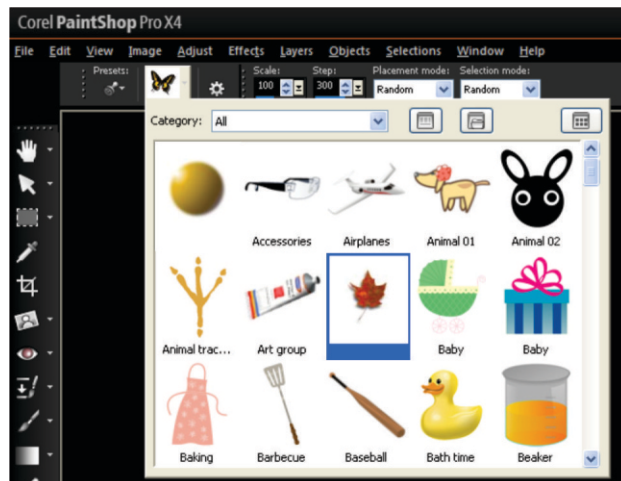 Corel PaintShop Pro X4
File Edit View Image Adjust Effects Layers Objects Selections Window Help
Presets: Scale: Step: Placement mode: Selection mode:
100 300 Random Random
Category: All
Accessories Airplanes Animal 01 Animal 02
Animal trac... Art group Baby Baby
Baking Barbecue Baseball Bath time Beaker